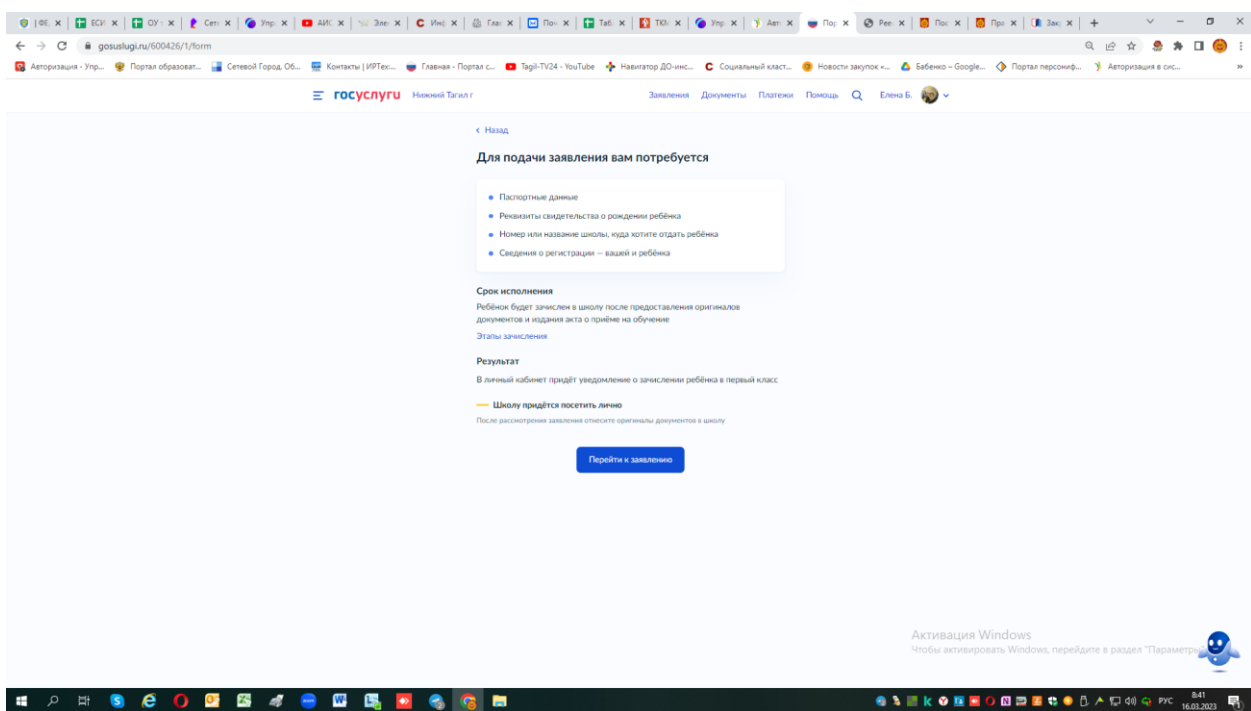 gosuslugi.ru/600426/1/form
Авторизация - Упр...
Портал образоват...
Сетевой Город. Об...
Контакты | ИРТех...
Главная - Портал с...
Tagil-TV24 - YouTube
Навигатор ДО-инс...
Социальный класт...
Новости закупок «...
Бабенко – Google...
Портал персониф...
Авторизация в сис...
госуслуги Нижний Тагил г Заявления Документы Платежи Помощь Елена Б.
Назад
Для подачи заявления вам потребуется
Паспортные данные
Реквизиты свидетельства о рождении ребёнка
Номер или название школы, куда хотите отдать ребёнка
Сведения о регистрации — вашей и ребёнка
Срок исполнения
Ребёнок будет зачислен в школу после предоставления оригиналов
документов и издания акта о приёме на обучение
Этапы зачисления
Результат
В личный кабинет придёт уведомление о зачислении ребёнка в первый класс
Школу придётся посетить лично
После рассмотрения заявления отнесите оригиналы документов в школу
Перейти к заявлению
Активация Windows
Чтобы активировать Windows, перейдите в раздел "Параметры
РУС
8:41
16.03.2023